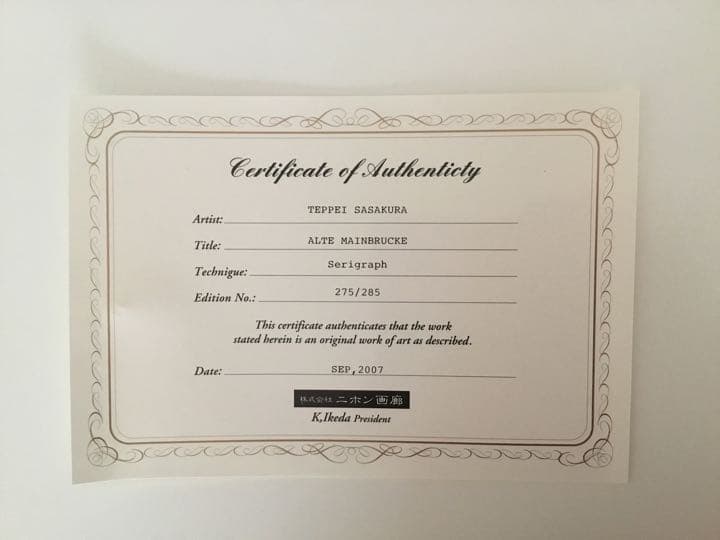 Certificate of Authenticty
Artist: TEPPEI SASAKURA
Title: ALTE MAINBRUCKE
Technigue: Serigraph
Edition No.: 275/285
This certificate authenticates that the work
stated herein is an original work of art as described.
Date: SEP,2007
株式会社 ニホン画廊
K,Ikeda President